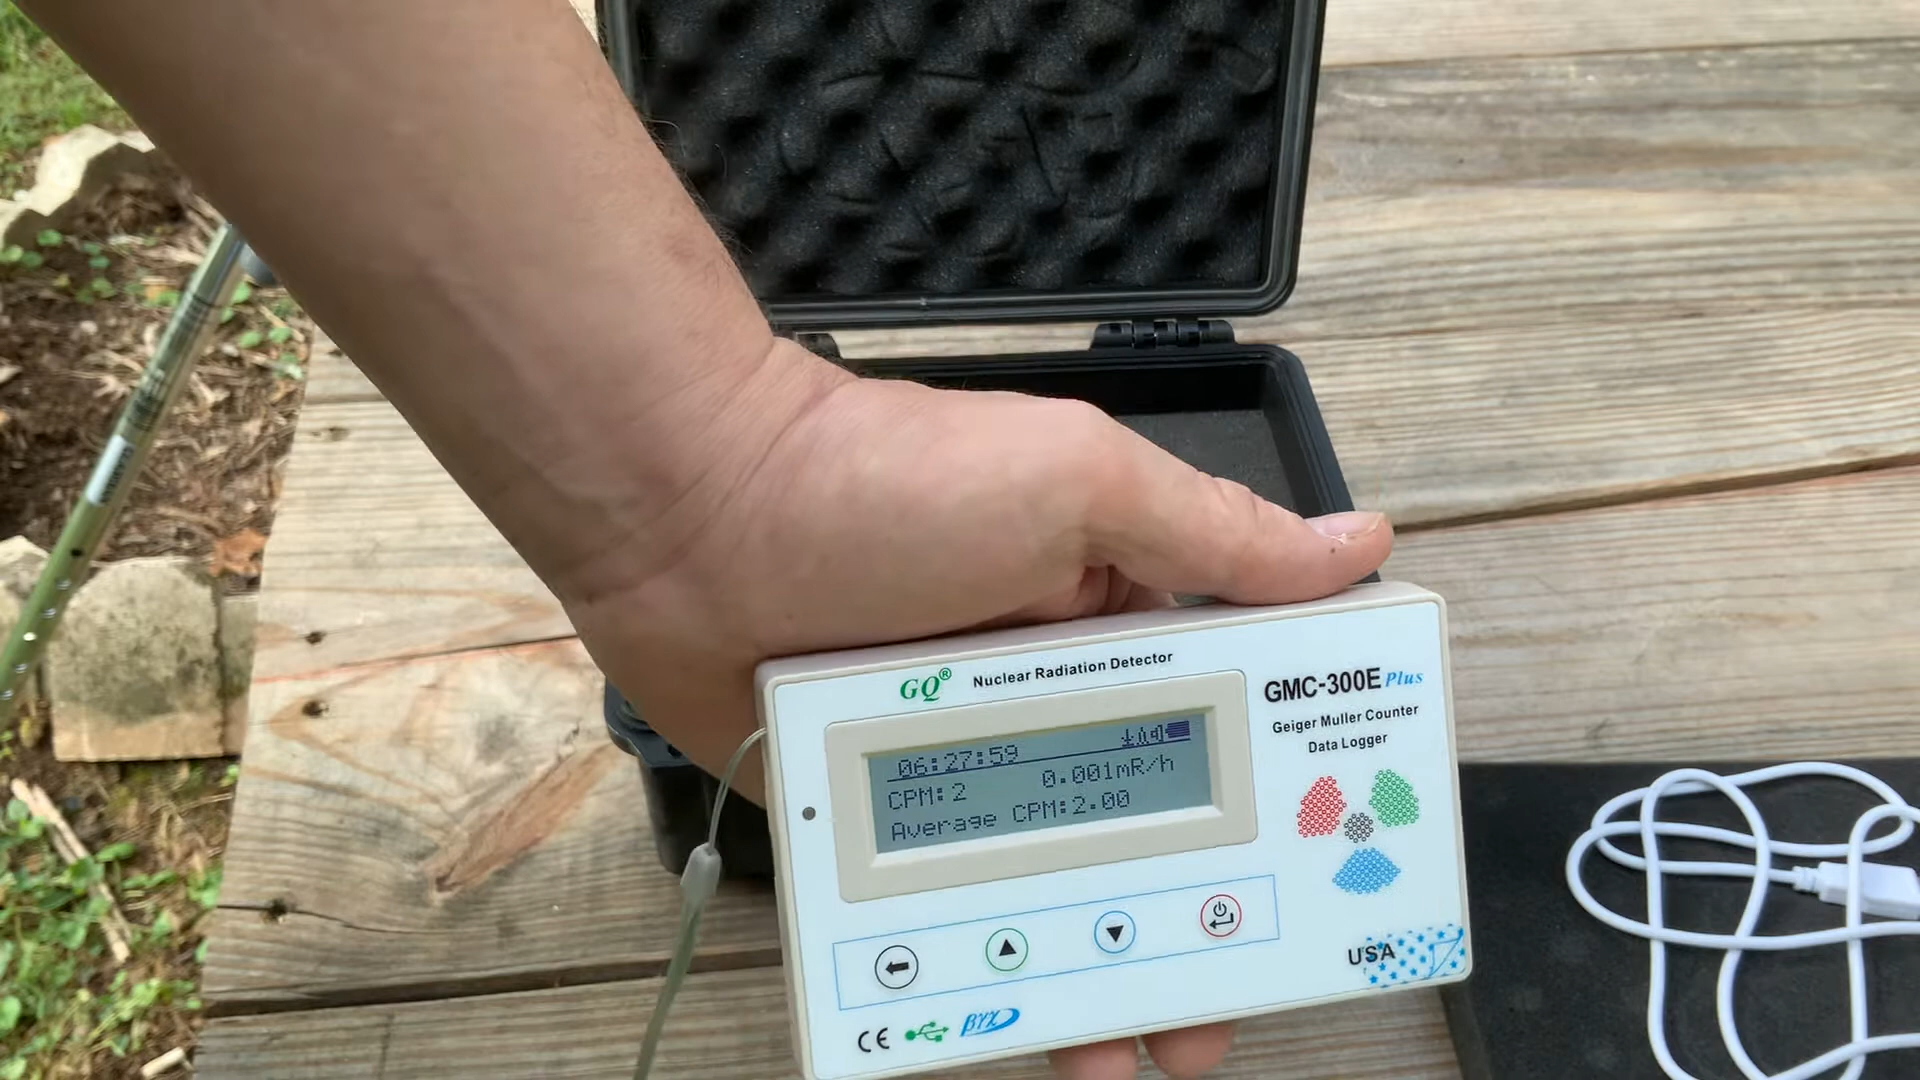 GQ® Nuclear Radiation Detector
GMC-300E Plus
Geiger Muller Counter
Data Logger
06:27:59
CPM:2 0.001mR/h
Average CPM:2.00
USA
CE βγχ